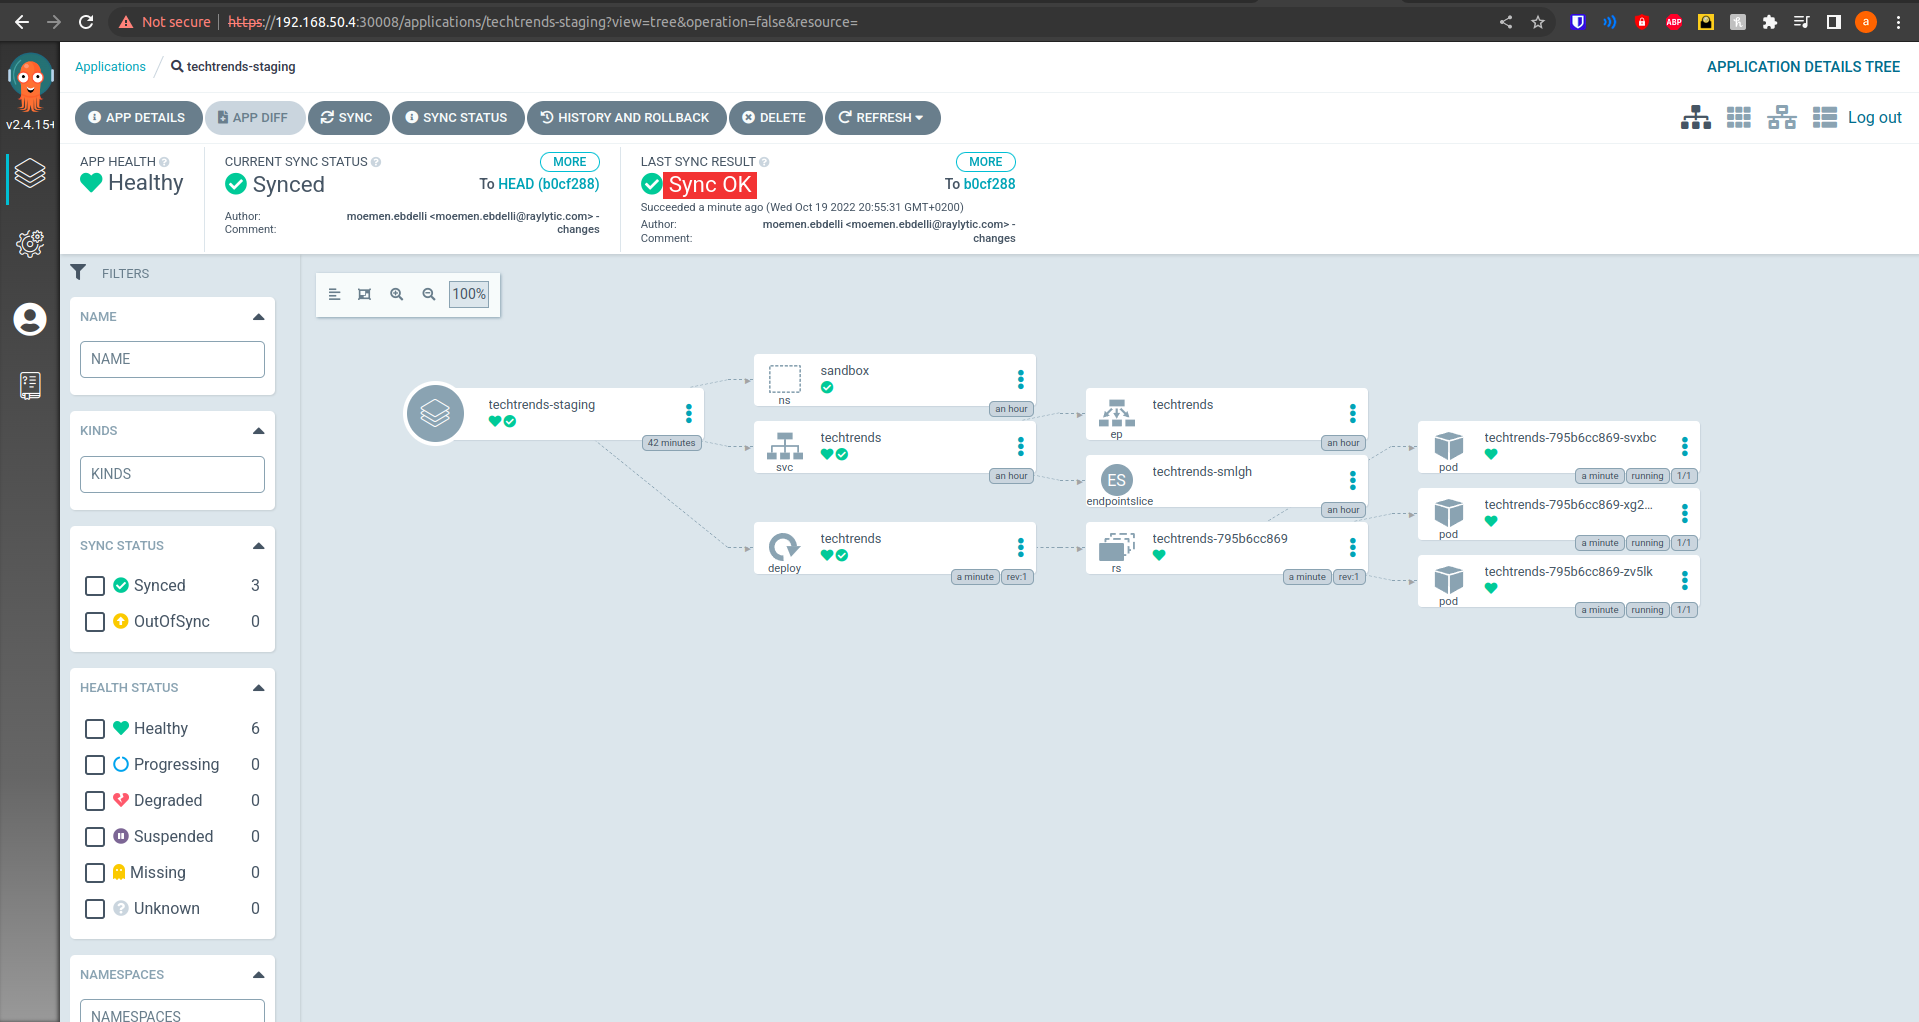 Not secure https://192.168.50.4:30008/applications/techtrends-staging?view=tree&operation=false&resource=
ABP
a
Applications / techtrends-staging
APPLICATION DETAILS TREE
v2.4.15+
APP DETAILS
APP DIFF
SYNC
SYNC STATUS
HISTORY AND ROLLBACK
DELETE
REFRESH
Log out
APP HEALTH
Healthy
CURRENT SYNC STATUS
MORE
Synced
To HEAD (b0cf288)
Author: moemen.ebdelli <moemen.ebdelli@raylytic.com> -
Comment: changes
LAST SYNC RESULT
MORE
Sync OK
To b0cf288
Succeeded a minute ago (Wed Oct 19 2022 20:55:31 GMT+0200)
Author: moemen.ebdelli <moemen.ebdelli@raylytic.com> -
Comment: changes
FILTERS
NAME
NAME
KINDS
KINDS
SYNC STATUS
Synced 3
OutOfSync 0
HEALTH STATUS
Healthy 6
Progressing 0
Degraded 0
Suspended 0
Missing 0
Unknown 0
NAMESPACES
NAMESPACES
100%
techtrends-staging
42 minutes
sandbox
ns
an hour
techtrends
svc
an hour
techtrends
deploy
a minute rev:1
techtrends
ep
an hour
ES
techtrends-smlgh
endpointslice
an hour
techtrends-795b6cc869
rs
a minute rev:1
techtrends-795b6cc869-svxbc
pod
a minute running 1/1
techtrends-795b6cc869-xg2...
pod
a minute running 1/1
techtrends-795b6cc869-zv5lk
pod
a minute running 1/1